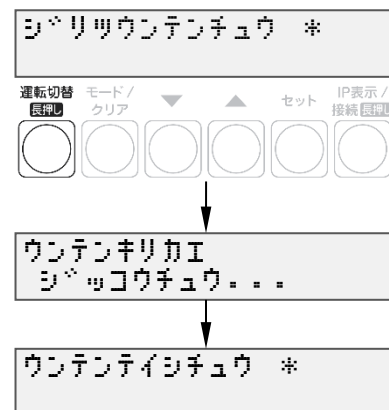 ジリツウンテンチュウ *
運転切替 長押し
モード/クリア
▼
▲
セット
IP表示/接続 長押し
ウンテンキリカエ
ジッコウチュウ...
ウンテンテイシチュウ *